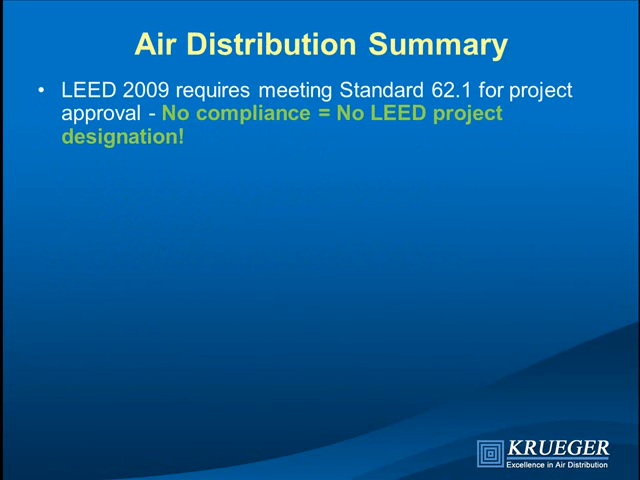 Air Distribution Summary
• LEED 2009 requires meeting Standard 62.1 for project
approval - No compliance = No LEED project
designation!
KRUEGER
Excellence in Air Distribution